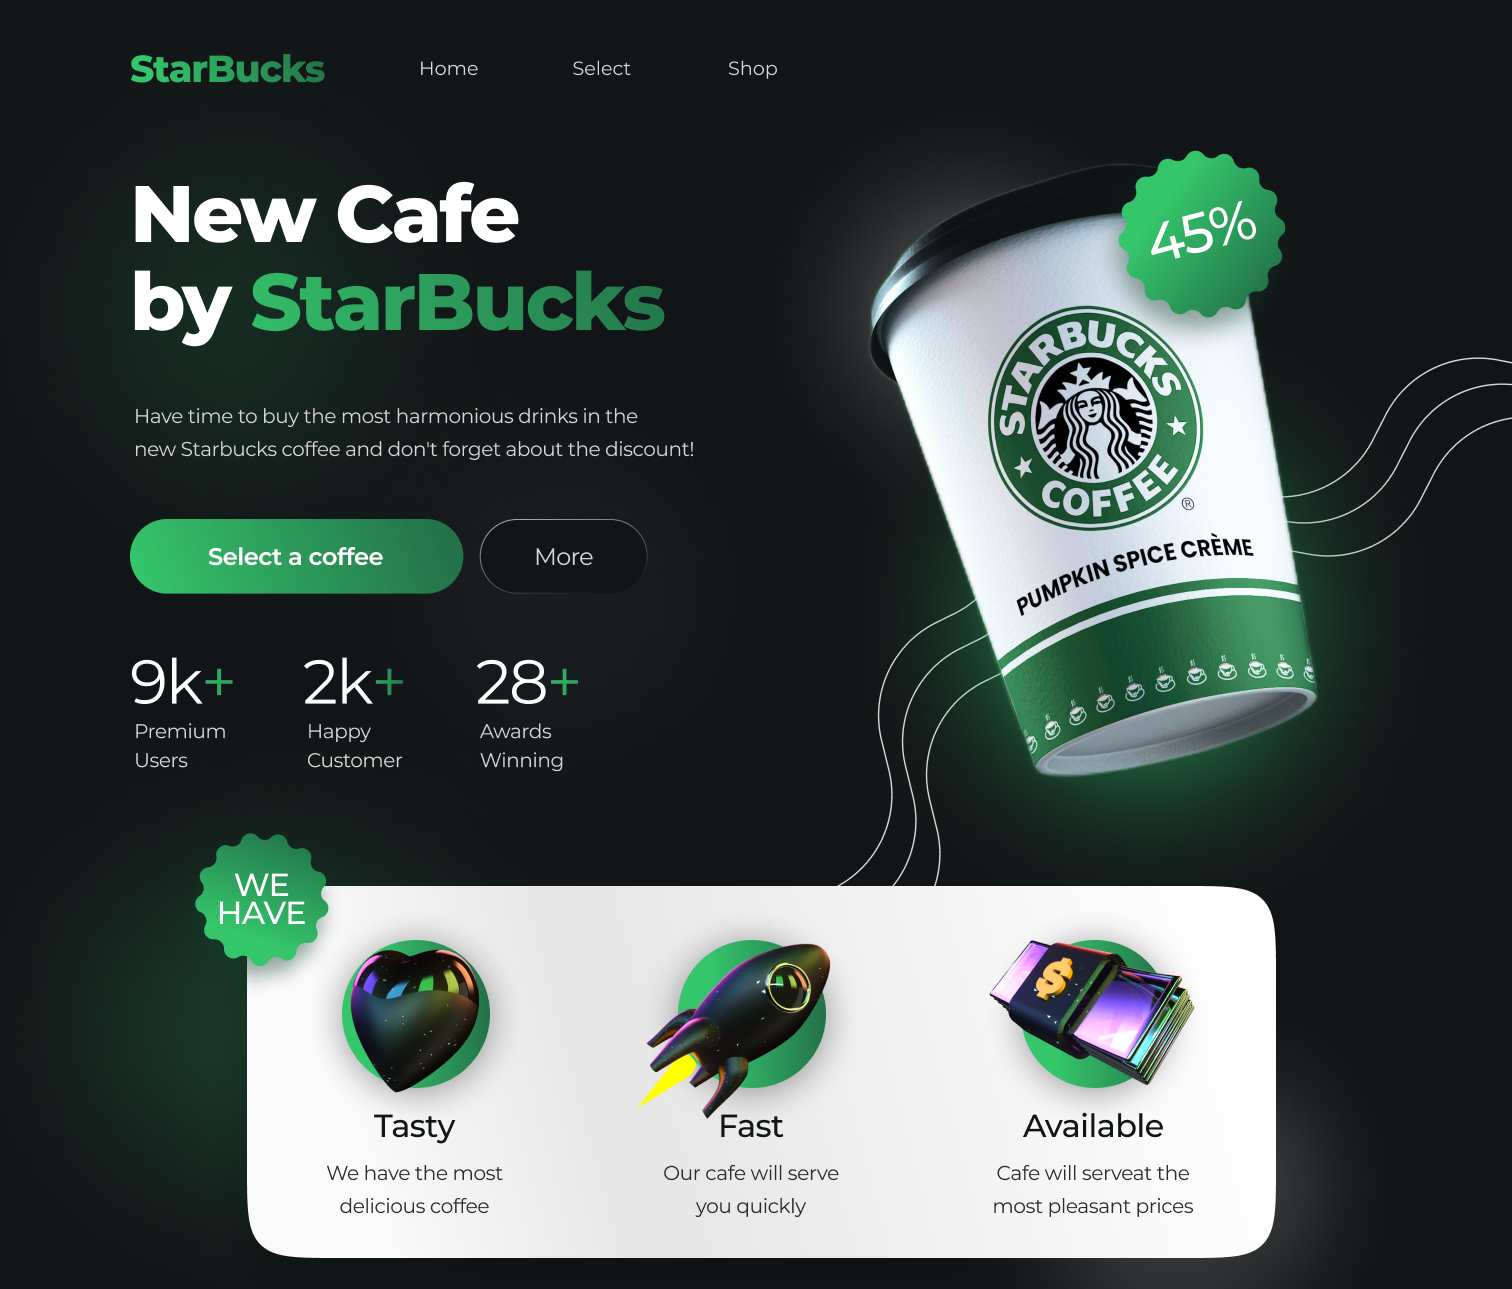 StarBucks
Home
Select
Shop
New Cafe
by StarBucks
Have time to buy the most harmonious drinks in the
new Starbucks coffee and don't forget about the discount!
Select a coffee
More
9k+
Premium
Users
2k+
Happy
Customer
28+
Awards
Winning
45%
STARBUCKS
COFFEE
®
PUMPKIN SPICE CRÈME
WE
HAVE
$
Tasty
We have the most
delicious coffee
Fast
Our cafe will serve
you quickly
Available
Cafe will serveat the
most pleasant prices